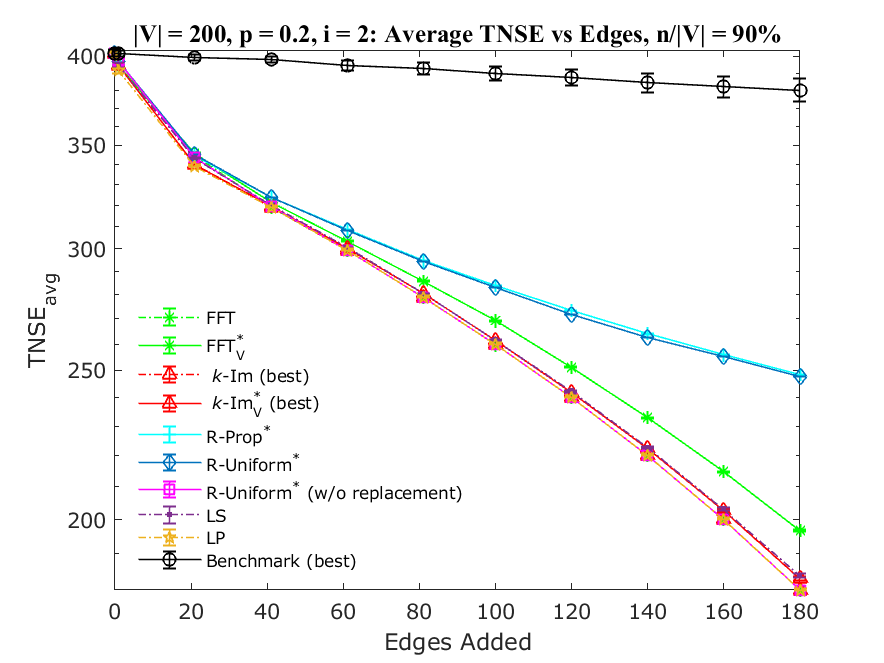 |V| = 200, p = 0.2, i = 2: Average TNSE vs Edges, n/|V| = 90%
400
350
300
250
200
TNSE_avg
FFT
FFT*_V
k-Im (best)
k-Im*_V (best)
R-Prop*
R-Uniform*
R-Uniform* (w/o replacement)
LS
LP
Benchmark (best)
0 20 40 60 80 100 120 140 160 180
Edges Added